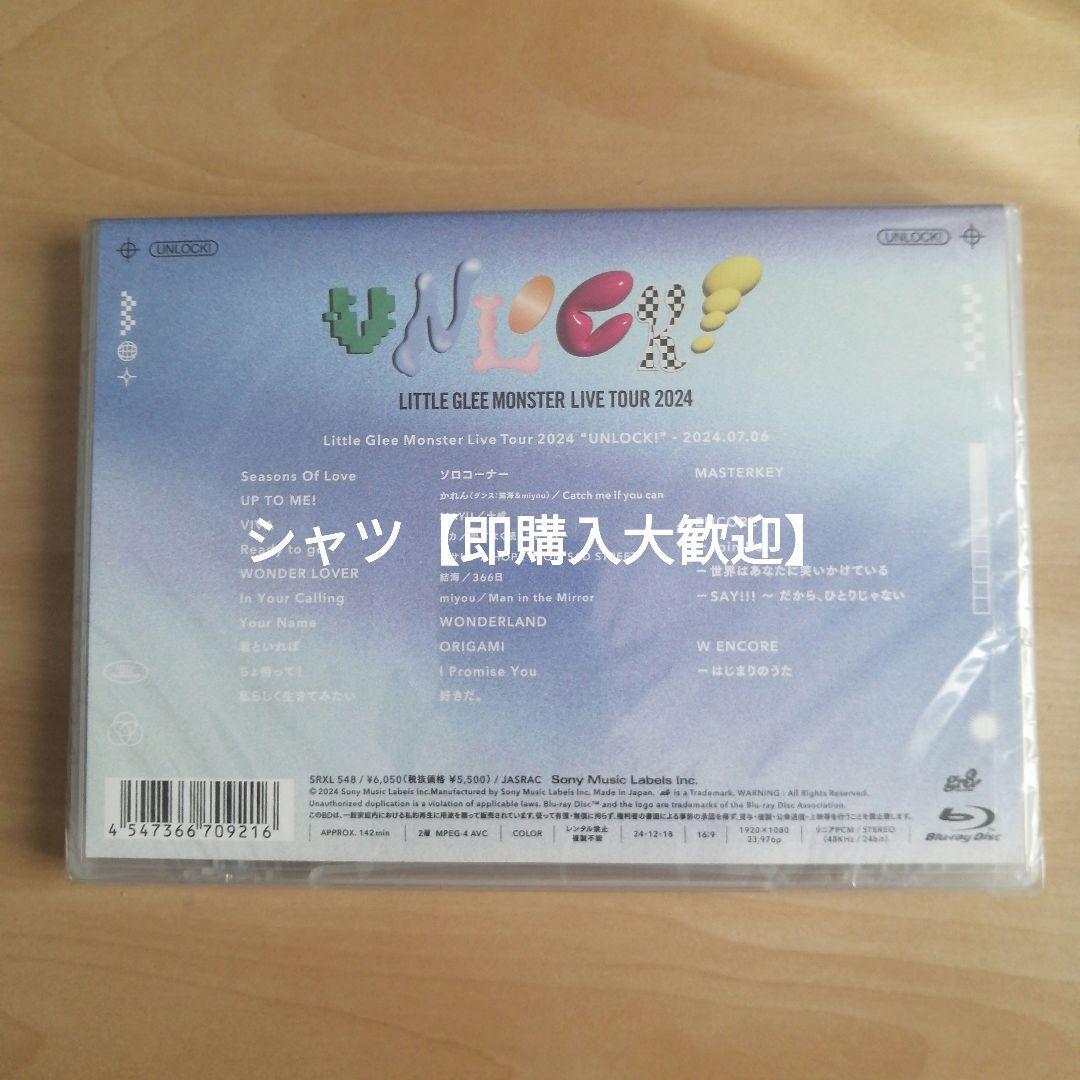 UNLOCK!
UNLOCK!
UNLOCK!
LITTLE GLEE MONSTER LIVE TOUR 2024
Little Glee Monster Live Tour 2024 “UNLOCK!” - 2024.07.06
Seasons Of Love
UP TO ME!
Ready to go
WONDER LOVER
In Your Calling
Your Name
君といれば
ちょ待って！
私らしく生きてみたい
ソロコーナー
かれん（ダンス：結海&miyou）／Catch me if you can
結海／366日
miyou／Man in the Mirror
WONDERLAND
ORIGAMI
I Promise You
好きだ。
MASTERKEY
ー世界はあなたに笑いかけている
ーSAY!!! ～ だから、ひとりじゃない
W ENCORE
ーはじまりのうた
シャツ【即購入大歓迎】
4 547366 709216
SRXL 548 / ¥6,050（税抜価格 ¥5,500）/ JASRAC Sony Music Labels Inc.
© 2024 Sony Music Labels Inc. Manufactured by Sony Music Labels Inc. Made in Japan. is a Trademark. WARNING : All Rights Reserved.
Unauthorized duplication is a violation of applicable laws. Blu-ray Disc™ and the logo are trademarks of the Blu-ray Disc Association.
APPROX. 142min
2層 MPEG-4 AVC
COLOR
レンタル禁止
複製不能
24-12-18
16:9
1920×1080
23.976p
リニアPCM / STEREO
(48KHz / 24bit)
gr8!
Blu-ray Disc